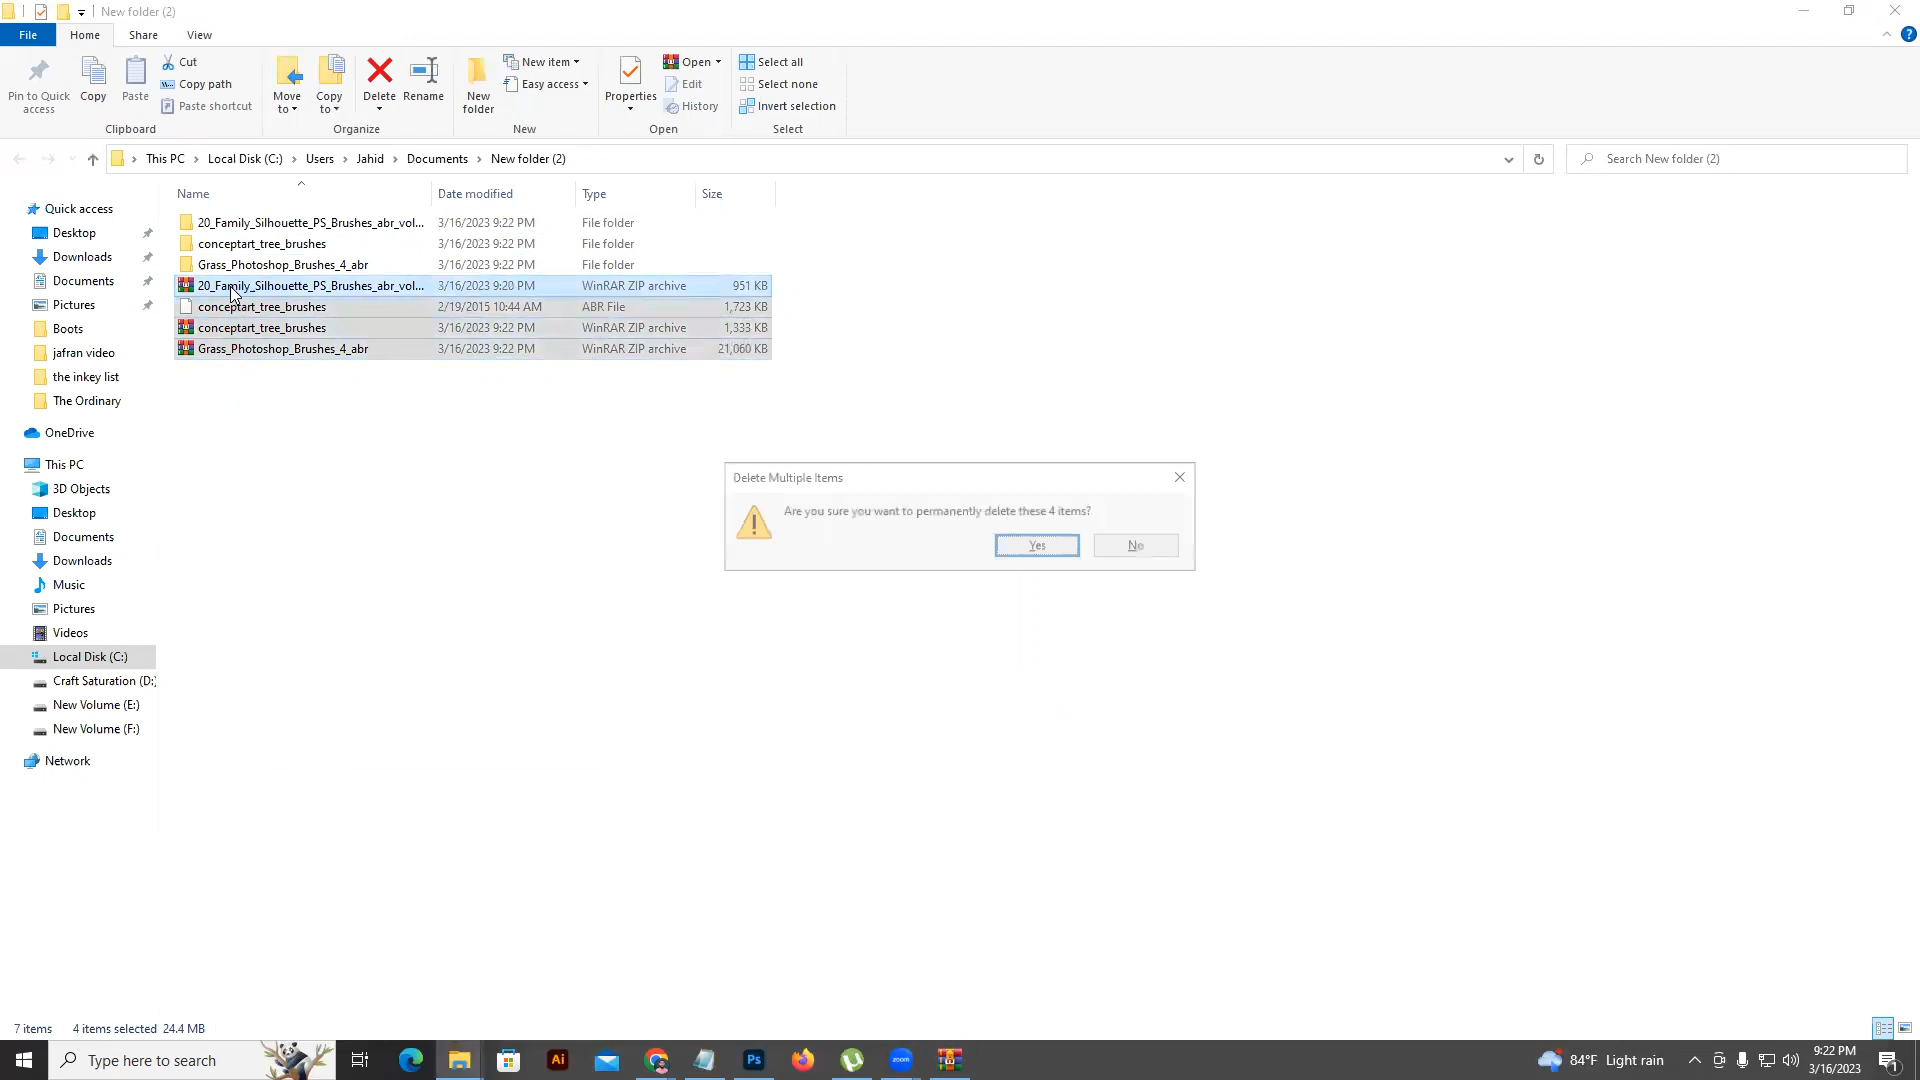 New folder (2)
File
Home
Share
View
Pin to Quick access
Copy
Paste
Cut
Copy path
Paste shortcut
Clipboard
Move to
Copy to
Delete
Rename
Organize
New folder
New item
Easy access
New
Properties
Open
Edit
History
Open
Select all
Select none
Invert selection
Select
This PC > Local Disk (C:) > Users > Jahid > Documents > New folder (2)
Search New folder (2)
Name Date modified Type Size
20_Family_Silhouette_PS_Brushes_abr_vol... 3/16/2023 9:22 PM File folder
conceptart_tree_brushes 3/16/2023 9:22 PM File folder
Grass_Photoshop_Brushes_4_abr 3/16/2023 9:22 PM File folder
20_Family_Silhouette_PS_Brushes_abr_vol... 3/16/2023 9:20 PM WinRAR ZIP archive 951 KB
conceptart_tree_brushes 2/19/2015 10:44 AM ABR File 1,723 KB
conceptart_tree_brushes 3/16/2023 9:22 PM WinRAR ZIP archive 1,333 KB
Grass_Photoshop_Brushes_4_abr 3/16/2023 9:22 PM WinRAR ZIP archive 21,060 KB
Quick access
Desktop
Downloads
Documents
Pictures
Boots
jafran video
the inkey list
The Ordinary
OneDrive
This PC
3D Objects
Desktop
Documents
Downloads
Music
Pictures
Videos
Local Disk (C:)
Craft Saturation (D:)
New Volume (E:)
New Volume (F:)
Network
Delete Multiple Items
Are you sure you want to permanently delete these 4 items?
Yes
No
7 items 4 items selected 24.4 MB
Type here to search
Ai
Ps
zoom
84°F Light rain
9:22 PM
3/16/2023
1